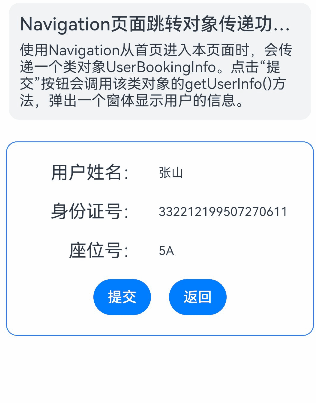 Navigation页面跳转对象传递功...
使用Navigation从首页进入本页面时，会传
递一个类对象UserBookingInfo。点击“提
交”按钮会调用该类对象的getUserInfo()方
法，弹出一个窗体显示用户的信息。
用户姓名： 张山
身份证号： 332212199507270611
座位号： 5A
提交 返回